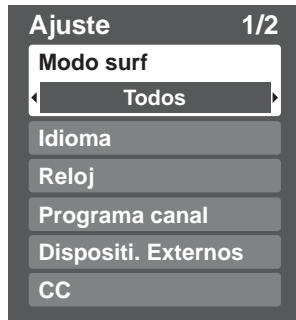 Ajuste 1/2
Modo surf
Todos
Idioma
Reloj
Programa canal
Dispositi. Externos
CC